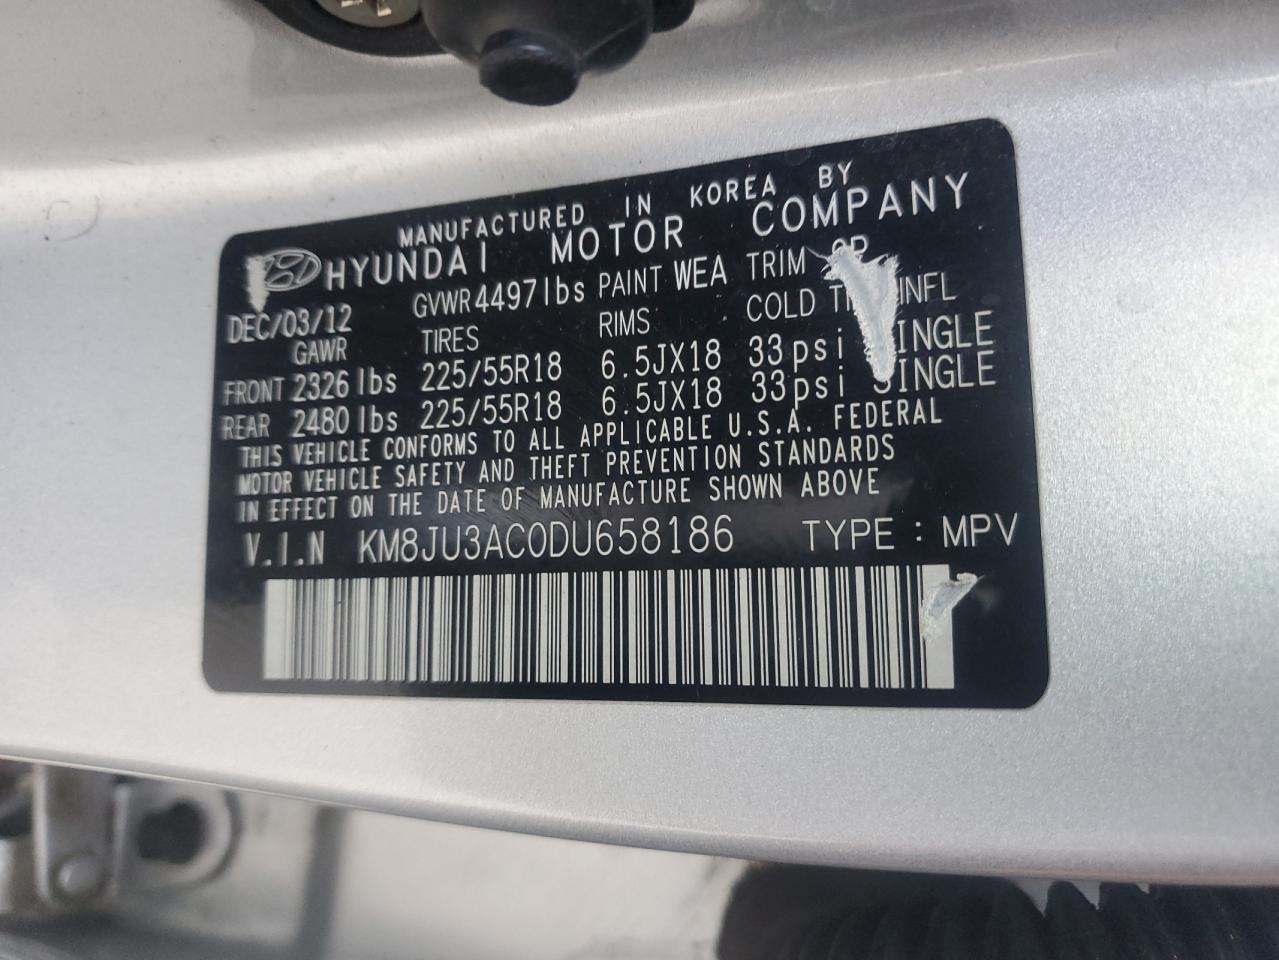 MANUFACTURED IN KOREA BY
HYUNDAI MOTOR COMPANY
DEC/03/12 GVWR 4497lbs PAINT WEA TRIM
GAWR TIRES RIMS COLD INFL
FRONT 2326 lbs 225/55R18 6.5JX18 33psi SINGLE
REAR 2480 lbs 225/55R18 6.5JX18 33psi SINGLE
THIS VEHICLE CONFORMS TO ALL APPLICABLE U.S.A. FEDERAL
MOTOR VEHICLE SAFETY AND THEFT PREVENTION STANDARDS
IN EFFECT ON THE DATE OF MANUFACTURE SHOWN ABOVE
V.I.N KM8JU3AC0DU658186 TYPE : MPV